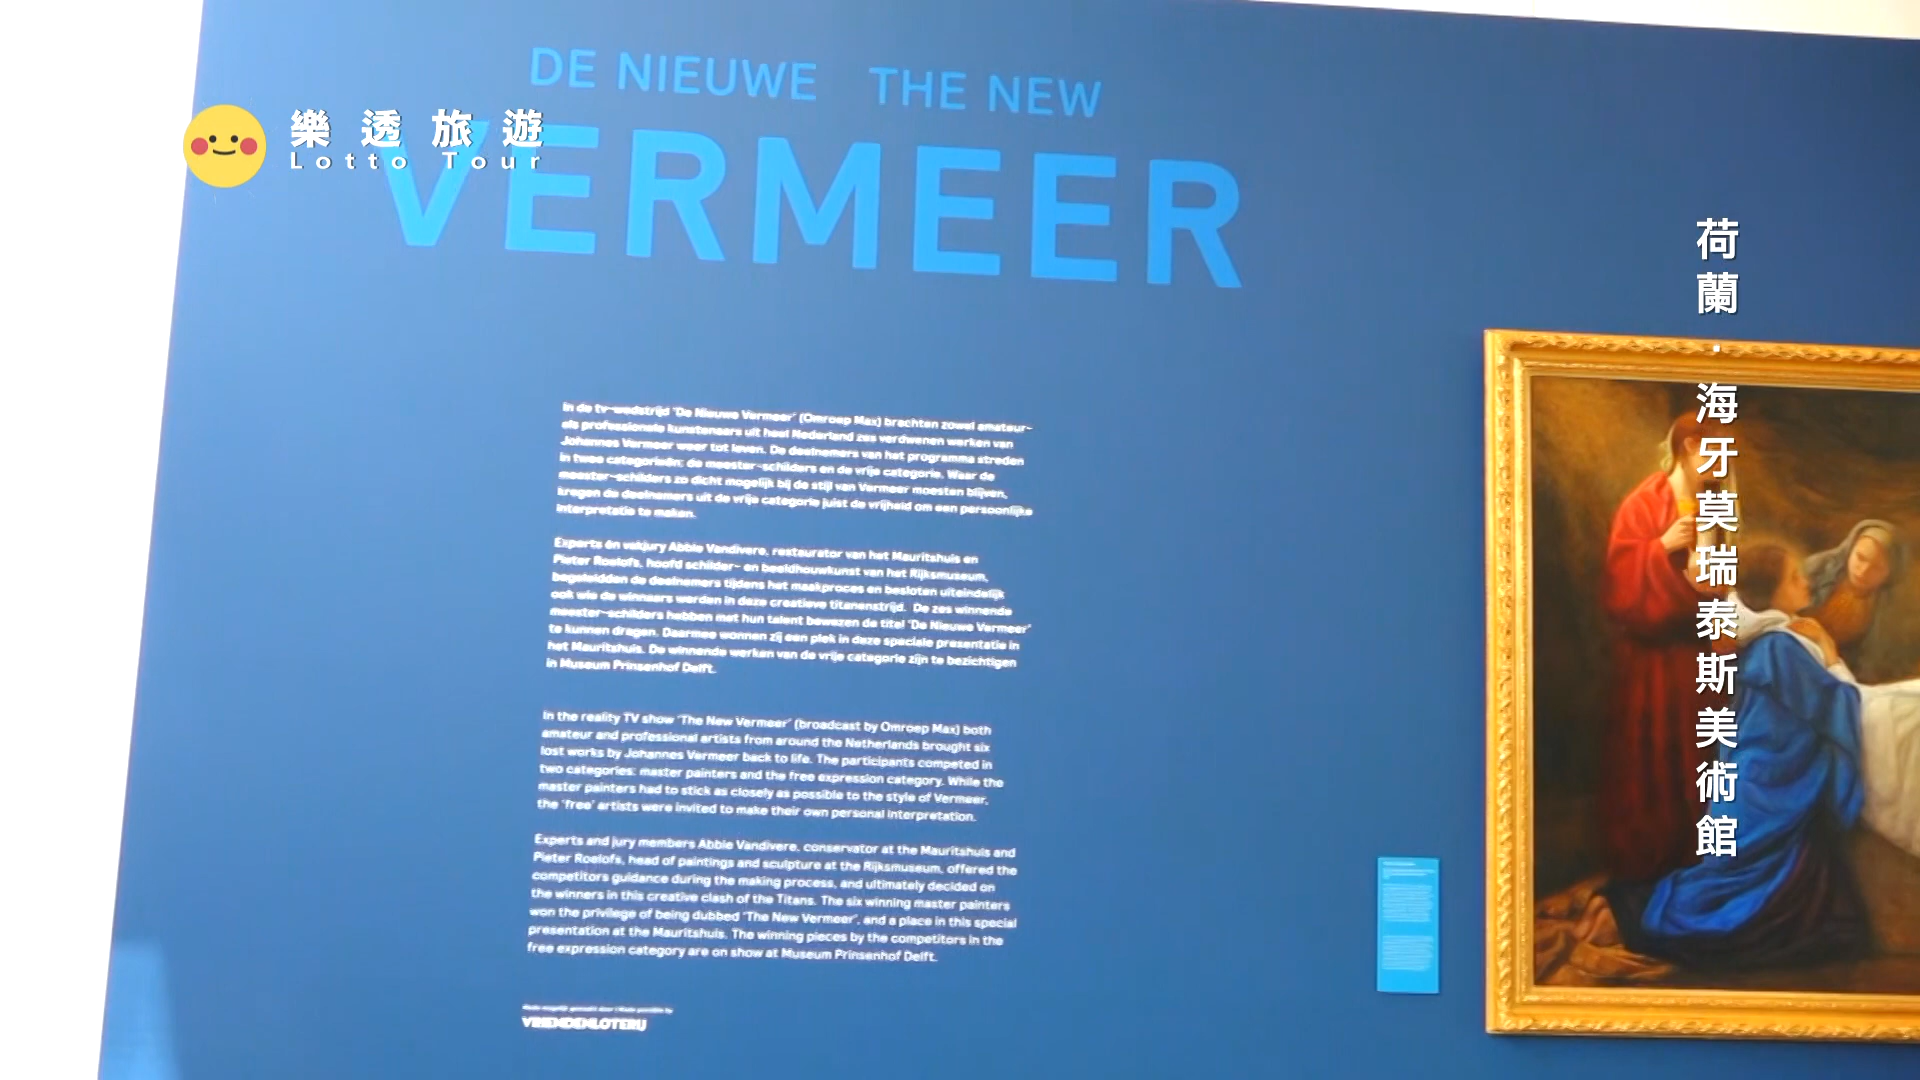 DE NIEUWE THE NEW
VERMEER
樂透旅遊
Lotto Tour
荷蘭·海牙莫瑞泰斯美術館
In de tv-wedstrijd 'De Nieuwe Vermeer' (Omroep Max) brachten zowel amateur-
als professionele kunstenaars uit heel Nederland zes verdwenen werken van
Johannes Vermeer weer tot leven. De deelnemers van het programma streden
in twee categorieën: de meester-schilders en de vrije categorie. Waar de
meester-schilders zo dicht mogelijk bij de stijl van Vermeer moesten blijven,
kregen de deelnemers uit de vrije categorie juist de vrijheid om een persoonlijke
interpretatie te maken.
Experts én vakjury Abbie Vandivere, restaurator van het Mauritshuis en
Pieter Roelofs, hoofd schilder- en beeldhouwkunst van het Rijksmuseum,
begeleidden de deelnemers tijdens het maakproces en besloten uiteindelijk
ook wie de winnaars werden in deze creatieve titanenstrijd. De zes winnende
meester-schilders hebben met hun talent bewezen de titel 'De Nieuwe Vermeer'
te kunnen dragen. Daarmee wonnen zij een plek in deze speciale presentatie in
het Mauritshuis. De winnende werken van de vrije categorie zijn te bezichtigen
in Museum Prinsenhof Delft.
In the reality TV show 'The New Vermeer' (broadcast by Omroep Max) both
amateur and professional artists from around the Netherlands brought six
lost works by Johannes Vermeer back to life. The participants competed in
two categories: master painters and the free expression category. While the
master painters had to stick as closely as possible to the style of Vermeer,
the 'free' artists were invited to make their own personal interpretation.
Experts and jury members Abbie Vandivere, conservator at the Mauritshuis and
Pieter Roelofs, head of paintings and sculpture at the Rijksmuseum, offered the
competitors guidance during the making process, and ultimately decided on
the winners in this creative clash of the Titans. The six winning master painters
won the privilege of being dubbed 'The New Vermeer', and a place in this special
presentation at the Mauritshuis. The winning pieces by the competitors in the
free expression category are on show at Museum Prinsenhof Delft.
Mede mogelijk gemaakt door | Made possible by
VRIENDENLOTERIJ